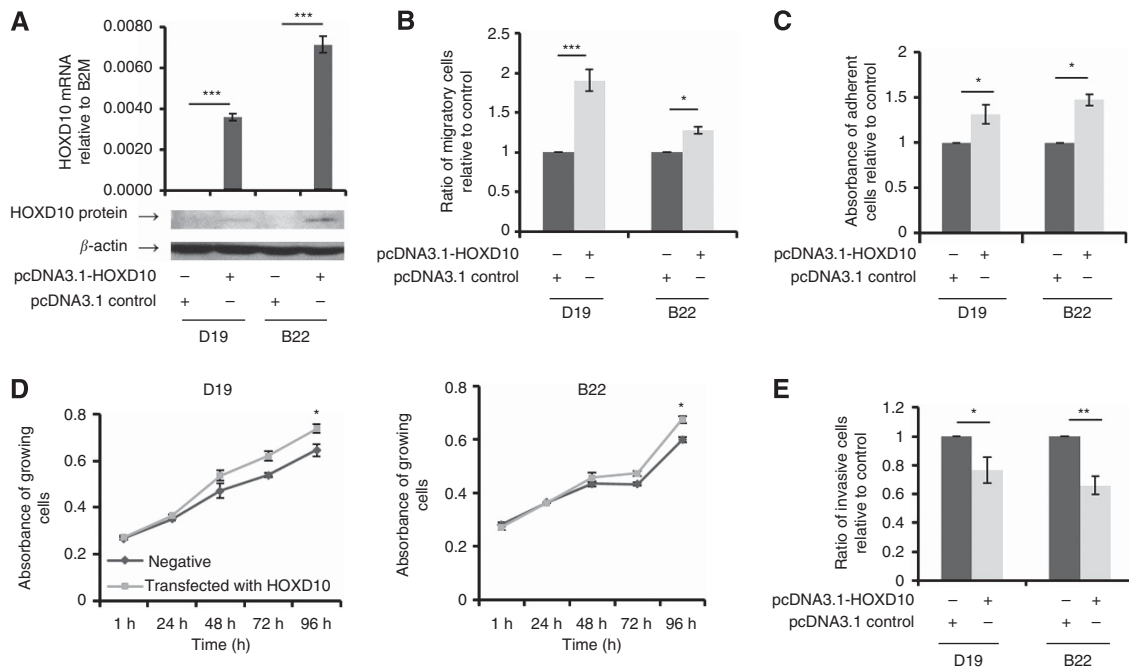 A
HOXD10 mRNA
relative to B2M
0.0080
0.0060
0.0040
0.0020
0.0000
***
***
HOXD10 protein →
β-actin →
pcDNA3.1-HOXD10 – + – +
pcDNA3.1 control + – + –
D19 B22
B
Ratio of migratory cells
relative to control
2.5
2
1.5
1
0.5
0
***
*
pcDNA3.1-HOXD10 – + – +
pcDNA3.1 control + – + –
D19 B22
C
Absorbance of adherent
cells relative to control
2
1.5
1
0.5
0
*
*
pcDNA3.1-HOXD10 – + – +
pcDNA3.1 control + – + –
D19 B22
D
D19
Absorbance of growing
cells
0.8
0.6
0.4
0.2
0
*
Negative
Transfected with HOXD10
1 h 24 h 48 h 72 h 96 h
Time (h)
B22
Absorbance of growing
cells
0.8
0.6
0.4
0.2
0
*
1 h 24 h 48 h 72 h 96 h
Time (h)
E
Ratio of invasive cells
relative to control
1.2
1
0.8
0.6
0.4
0.2
0
*
**
pcDNA3.1-HOXD10 – + – +
pcDNA3.1 control + – + –
D19 B22